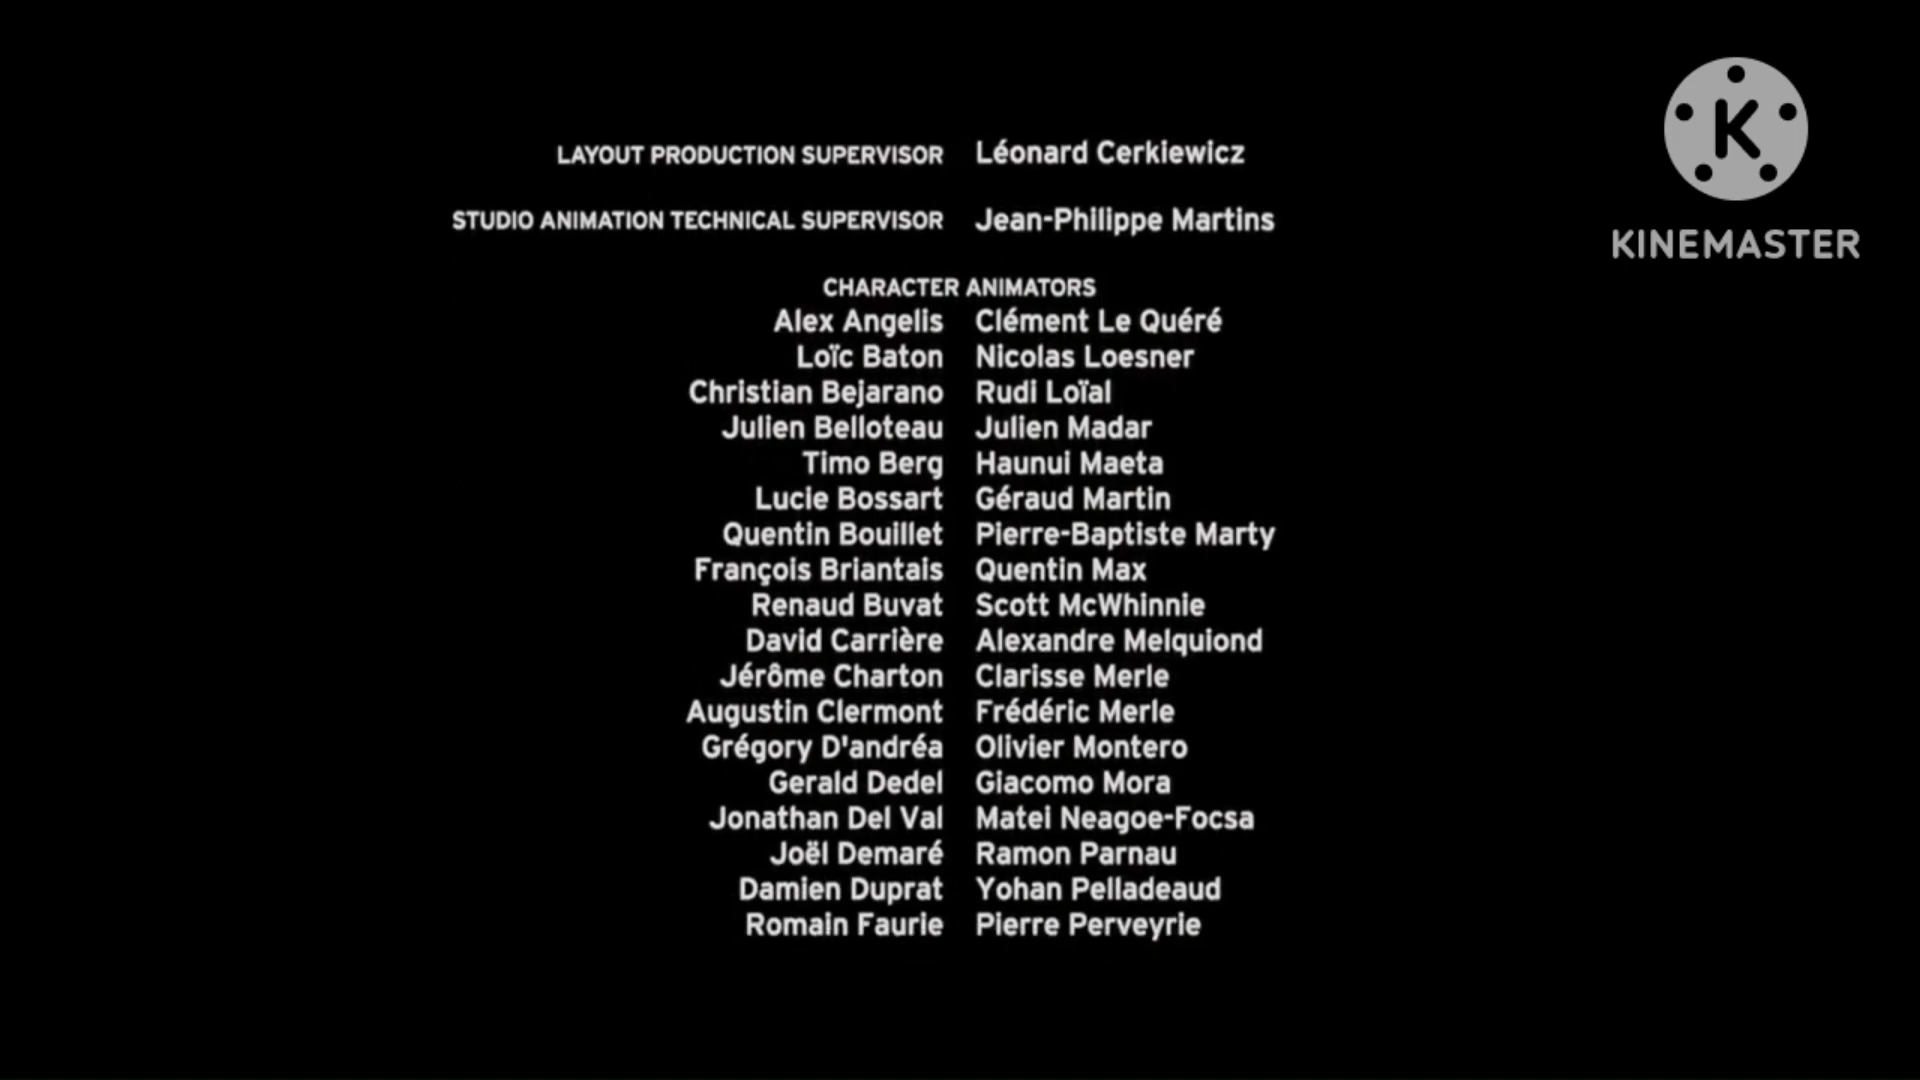 LAYOUT PRODUCTION SUPERVISOR Léonard Cerkiewicz
STUDIO ANIMATION TECHNICAL SUPERVISOR Jean-Philippe Martins
CHARACTER ANIMATORS
Alex Angelis Clément Le Quéré
Loïc Baton Nicolas Loesner
Christian Bejarano Rudi Loïal
Julien Belloteau Julien Madar
Timo Berg Haunui Maeta
Lucie Bossart Géraud Martin
Quentin Bouillet Pierre-Baptiste Marty
François Briantais Quentin Max
Renaud Buvat Scott McWhinnie
David Carrière Alexandre Melquiond
Jérôme Charton Clarisse Merle
Augustin Clermont Frédéric Merle
Grégory D'andréa Olivier Montero
Gerald Dedel Giacomo Mora
Jonathan Del Val Matei Neagoe-Focsa
Joël Demaré Ramon Parnau
Damien Duprat Yohan Pelladeaud
Romain Faurie Pierre Perveyrie
K
KINEMASTER